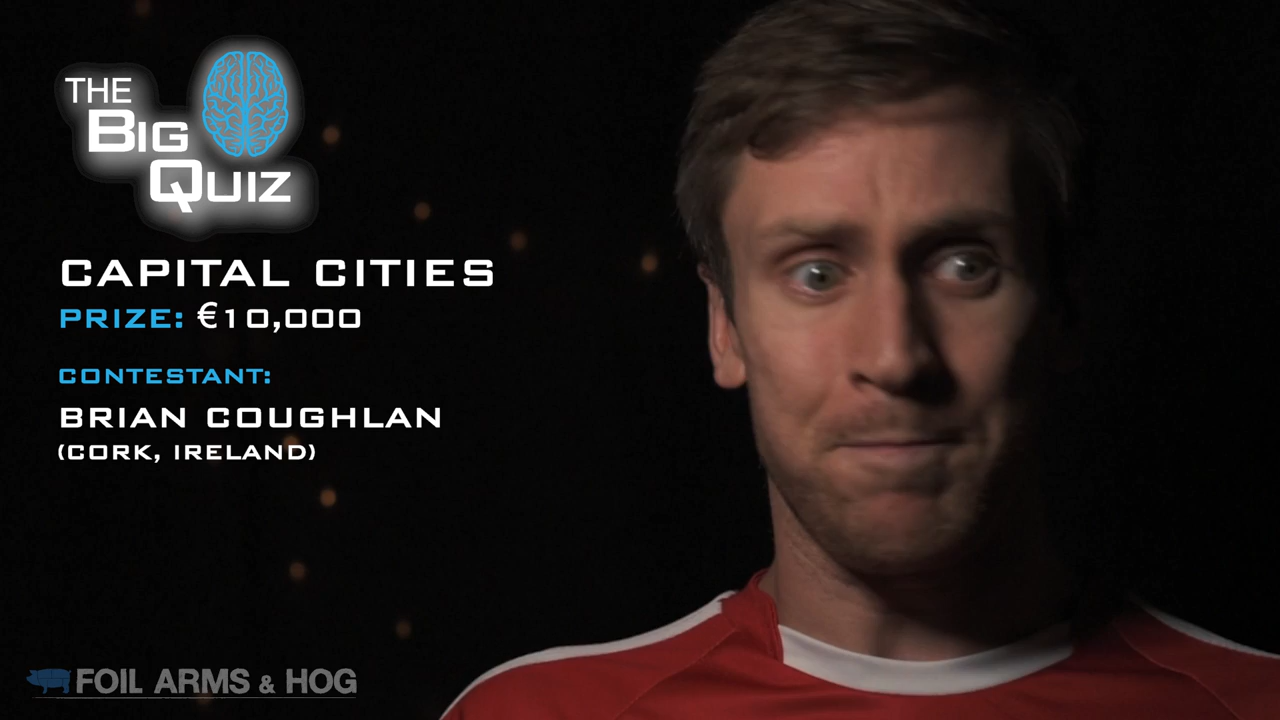 THE
BIG
QUIZ
CAPITAL CITIES
PRIZE: €10,000
CONTESTANT:
BRIAN COUGHLAN
(CORK, IRELAND)
FOIL ARMS & HOG